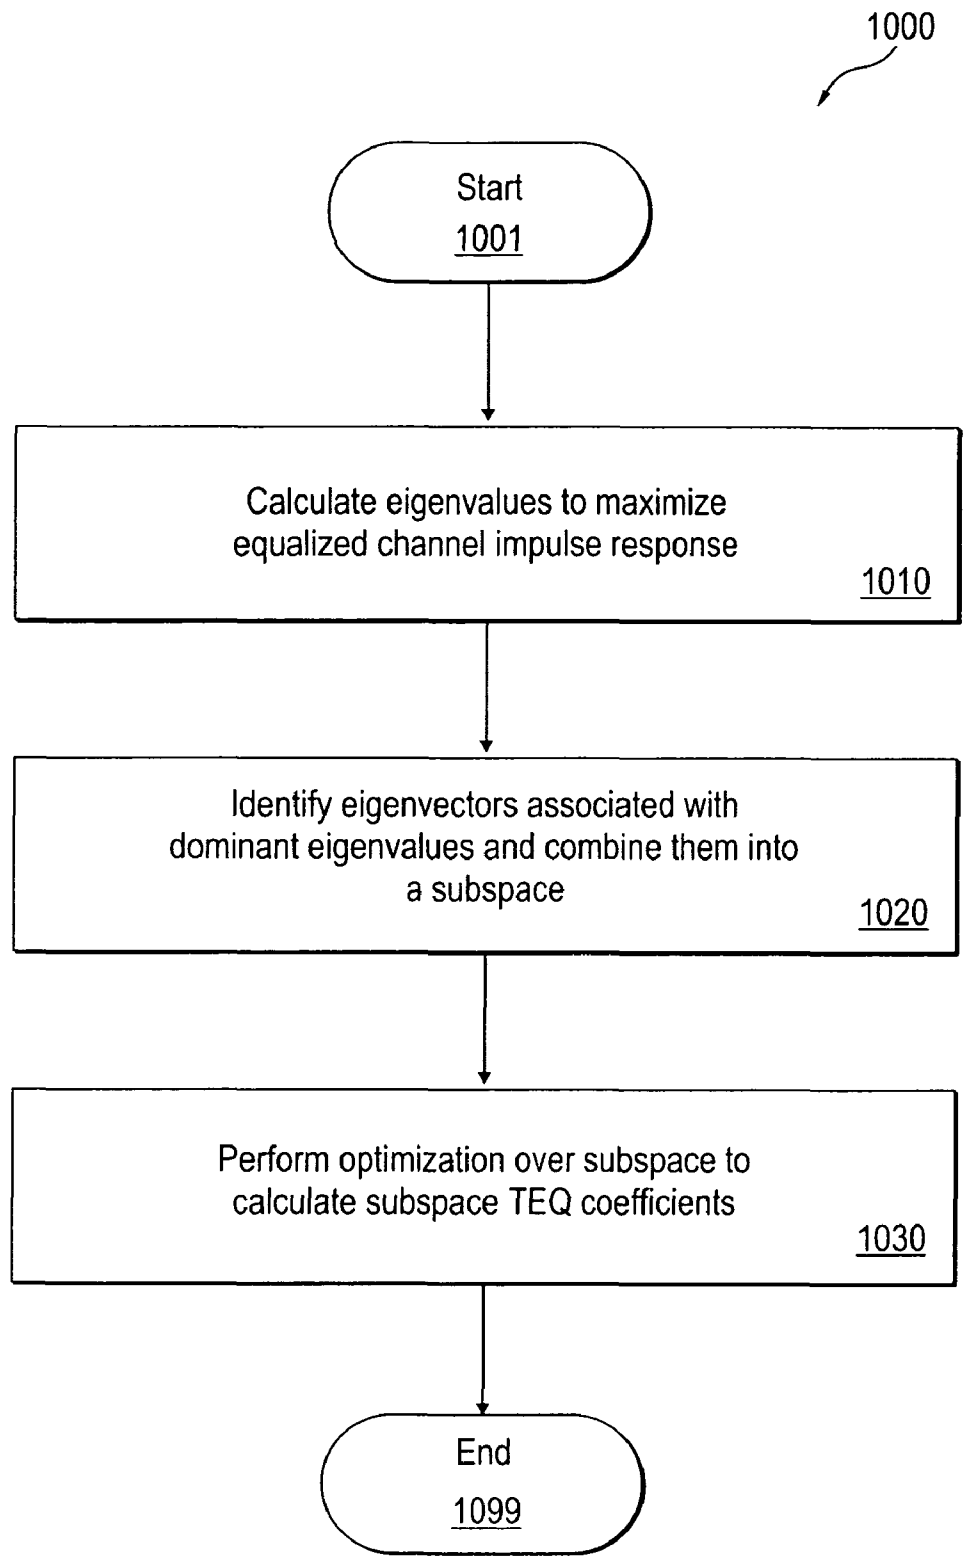 1000
Start
1001
Calculate eigenvalues to maximize
equalized channel impulse response
1010
Identify eigenvectors associated with
dominant eigenvalues and combine them into
a subspace
1020
Perform optimization over subspace to
calculate subspace TEQ coefficients
1030
End
1099